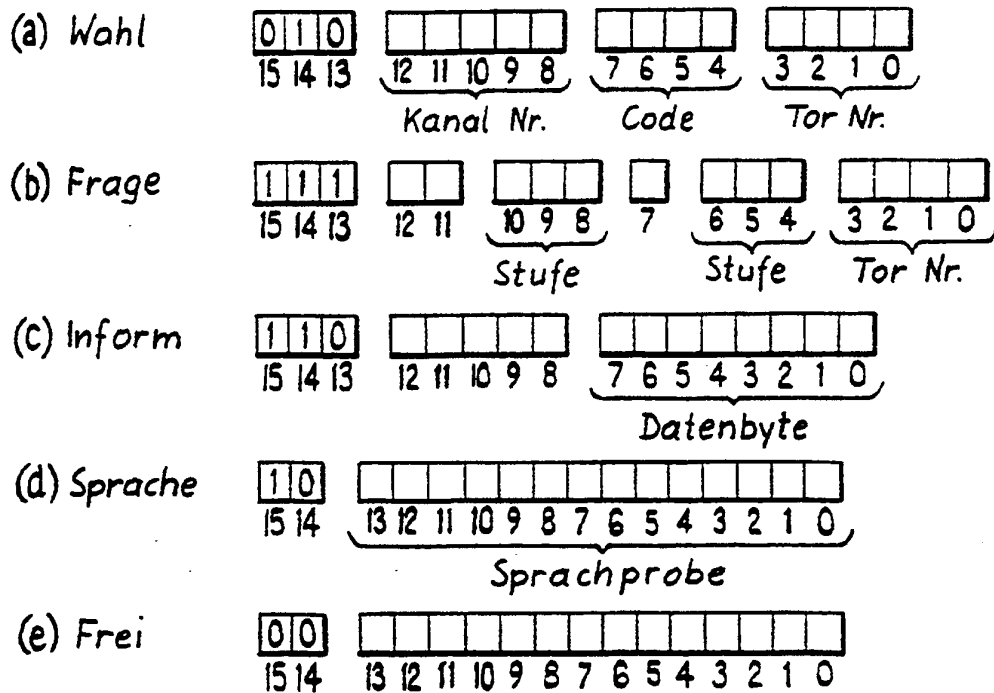 (a) Wahl 0 1 0
15 14 13 12 11 10 9 8 7 6 5 4 3 2 1 0
Kanal Nr. Code Tor Nr.
(b) Frage 1 1 1
15 14 13 12 11 10 9 8 7 6 5 4 3 2 1 0
Stufe Stufe Tor Nr.
(c) Inform 1 1 0
15 14 13 12 11 10 9 8 7 6 5 4 3 2 1 0
Datenbyte
(d) Sprache 1 0
15 14 13 12 11 10 9 8 7 6 5 4 3 2 1 0
Sprachprobe
(e) Frei 0 0
15 14 13 12 11 10 9 8 7 6 5 4 3 2 1 0